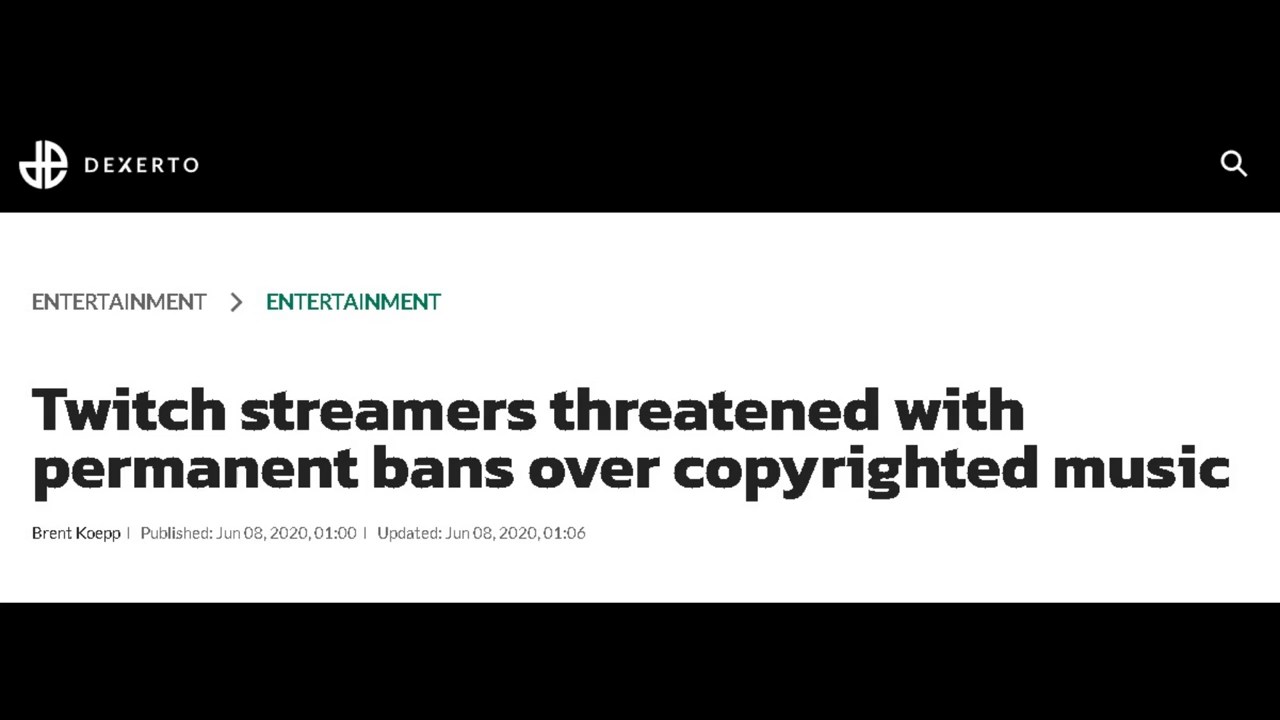 DEXERTO
ENTERTAINMENT > ENTERTAINMENT
Twitch streamers threatened with
permanent bans over copyrighted music
Brent Koepp | Published: Jun 08, 2020, 01:00 | Updated: Jun 08, 2020, 01:06